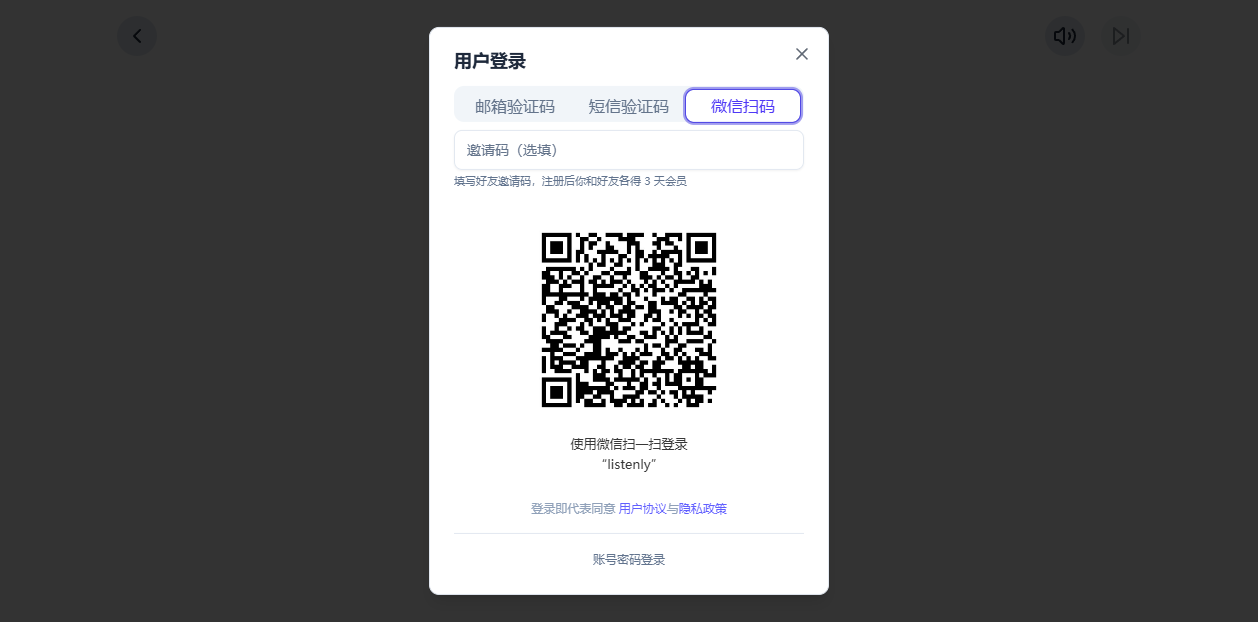 用户登录
邮箱验证码
短信验证码
微信扫码
邀请码（选填）
填写好友邀请码，注册后你和好友各得 3 天会员
使用微信扫一扫登录
“listenly”
登录即代表同意 用户协议与隐私政策
账号密码登录